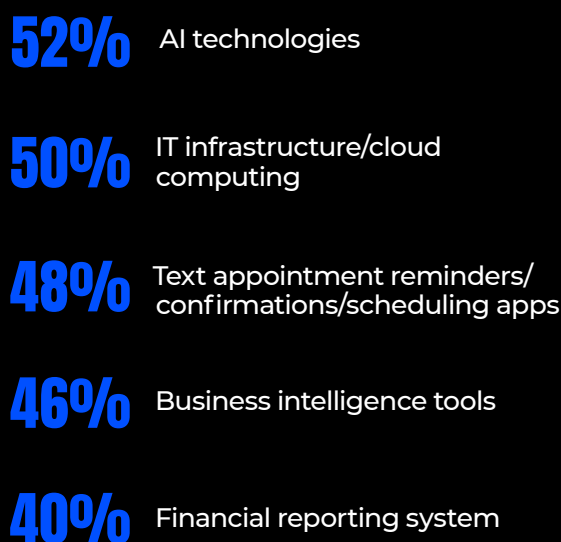 52% AI technologies
50% IT infrastructure/cloud
computing
48% Text appointment reminders/
confirmations/scheduling apps
46% Business intelligence tools
40% Financial reporting system